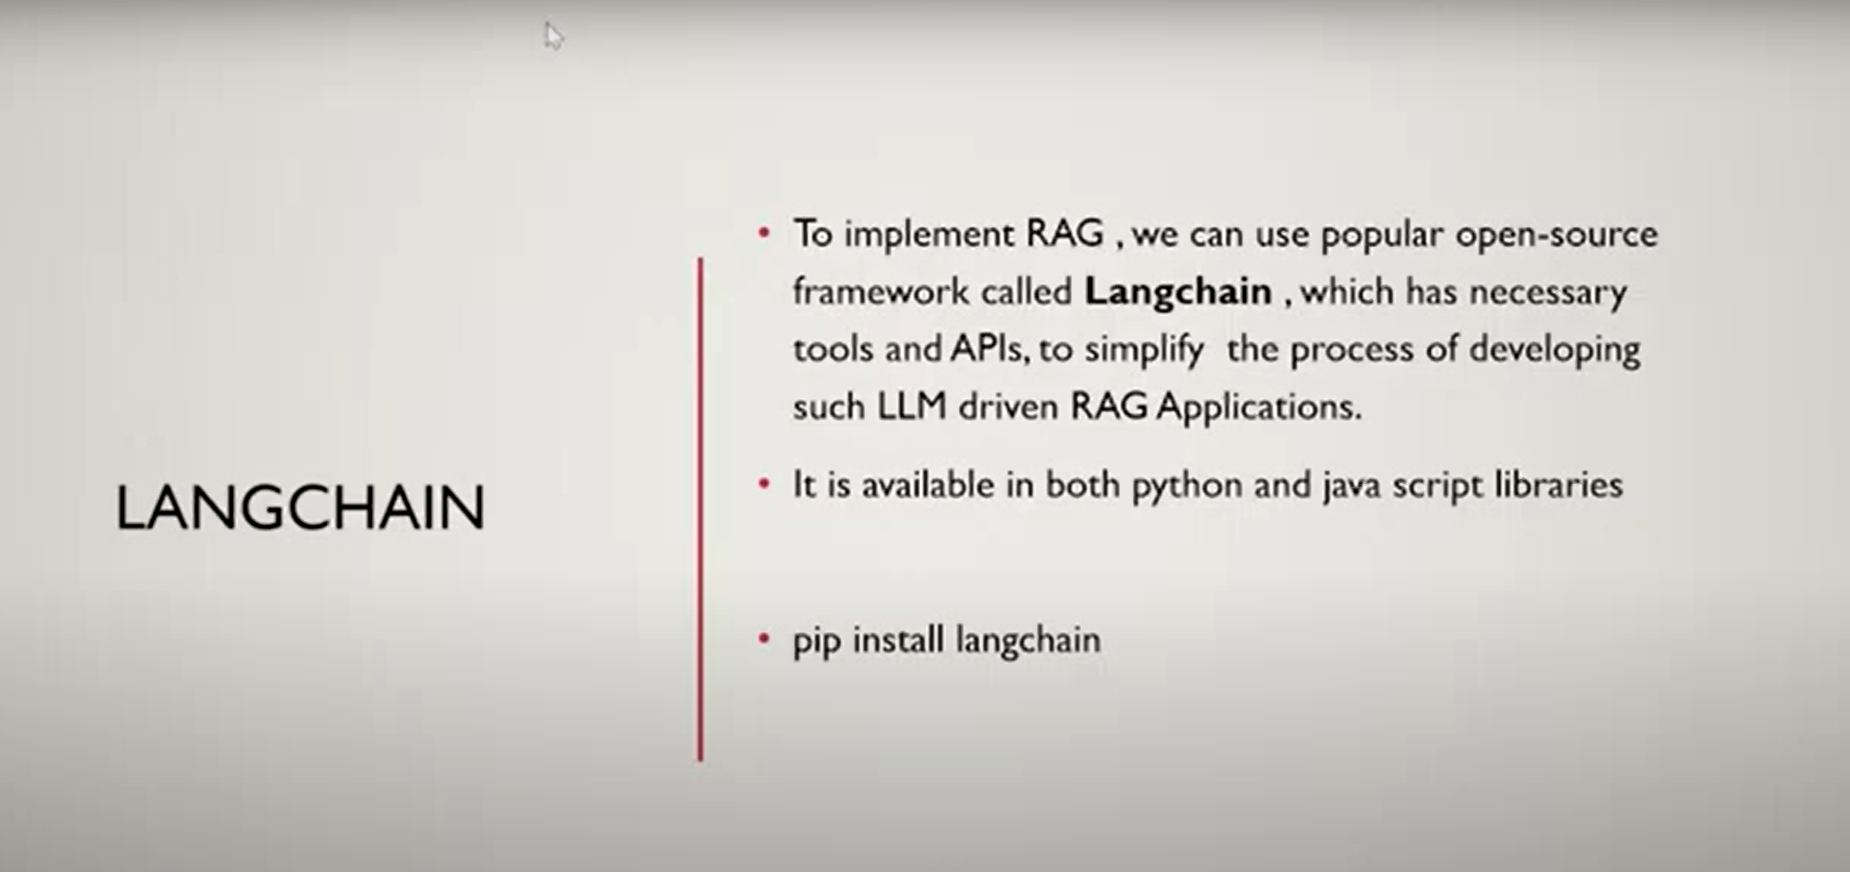 LANGCHAIN
• To implement RAG , we can use popular open-source
framework called Langchain , which has necessary
tools and APIs, to simplify the process of developing
such LLM driven RAG Applications.
• It is available in both python and java script libraries
• pip install langchain